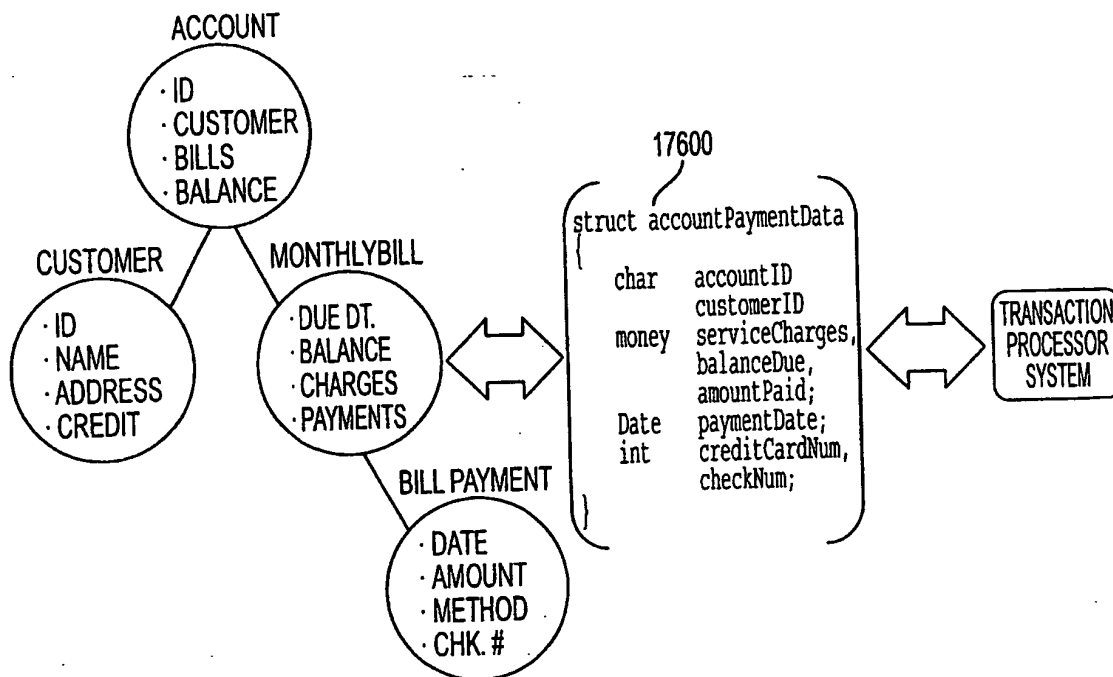 ACCOUNT
· ID
· CUSTOMER
· BILLS
· BALANCE
CUSTOMER
· ID
· NAME
· ADDRESS
· CREDIT
MONTHLYBILL
· DUE DT.
· BALANCE
· CHARGES
· PAYMENTS
BILL PAYMENT
· DATE
· AMOUNT
· METHOD
· CHK. #
17600
struct accountPaymentData
{
char accountID
customerID
money serviceCharges,
balanceDue,
amountPaid;
Date paymentDate;
int creditCardNum,
checkNum;
}
TRANSACTION
PROCESSOR
SYSTEM